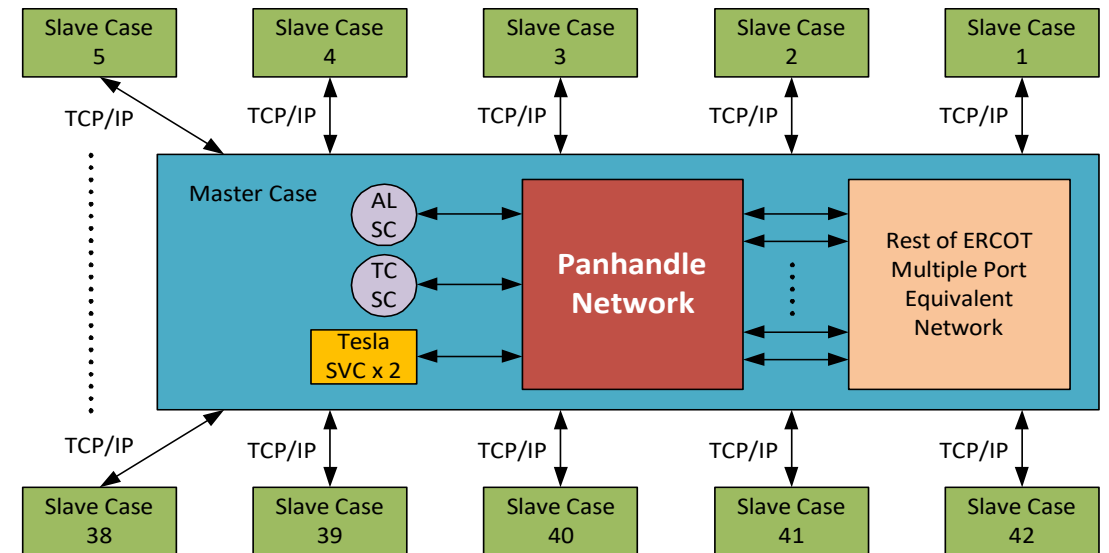 Slave Case
5
Slave Case
4
Slave Case
3
Slave Case
2
Slave Case
1
TCP/IP
TCP/IP
TCP/IP
TCP/IP
TCP/IP
Master Case
AL
SC
TC
SC
Tesla
SVC x 2
Panhandle
Network
Rest of ERCOT
Multiple Port
Equivalent
Network
TCP/IP
TCP/IP
TCP/IP
TCP/IP
TCP/IP
Slave Case
38
Slave Case
39
Slave Case
40
Slave Case
41
Slave Case
42